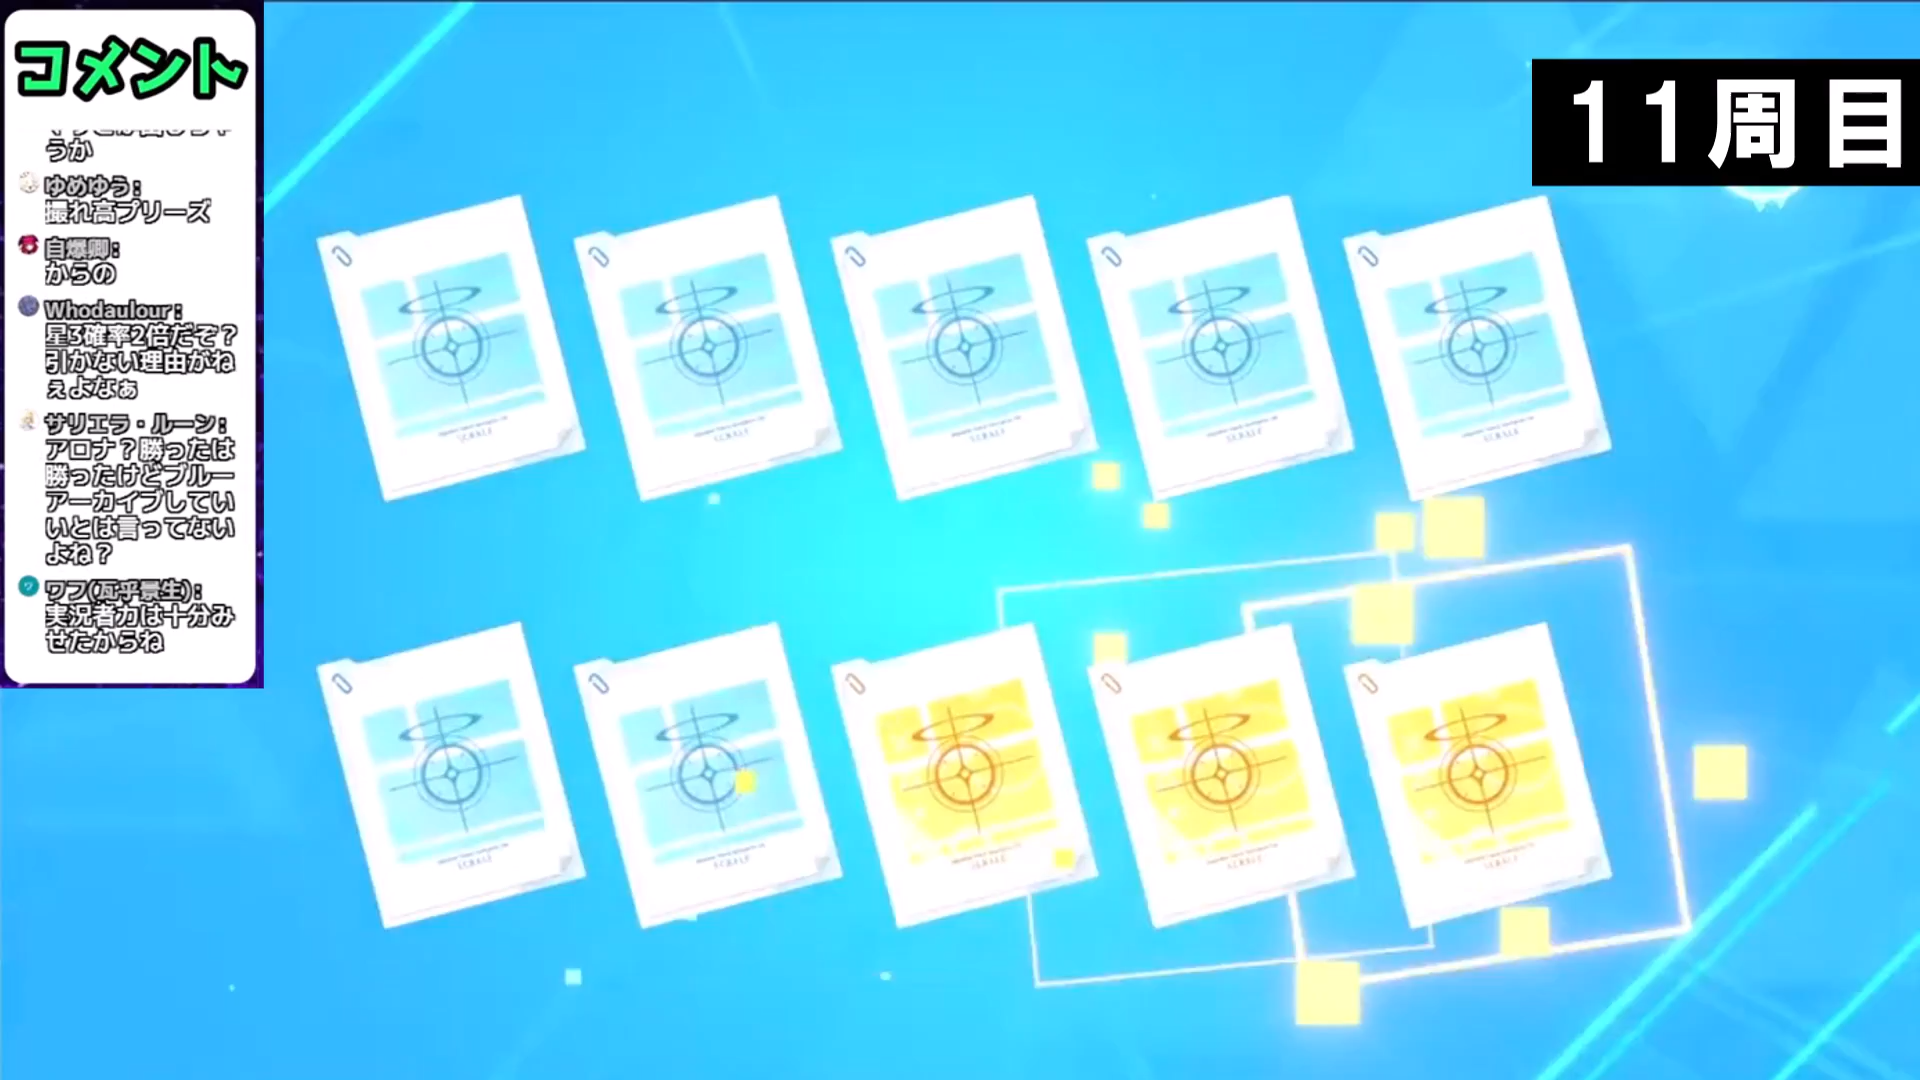 コメント
うか
ゆめゆう:
撮れ高プリーズ
自爆卿:
からの
Whodaulour:
星3確率2倍だぞ？
引かない理由がね
ぇよなぁ
サリエラ・ルーン:
アロナ？勝ったは
勝ったけどブルー
アーカイブしてい
いとは言ってない
よね？
ワフ(瓦乎景生):
実況者力は十分み
せたからね
11周目
S.C.H.A.L.E
S.C.H.A.L.E
S.C.H.A.L.E
S.C.H.A.L.E
S.C.H.A.L.E
S.C.H.A.L.E
S.C.H.A.L.E
S.C.H.A.L.E
S.C.H.A.L.E
S.C.H.A.L.E